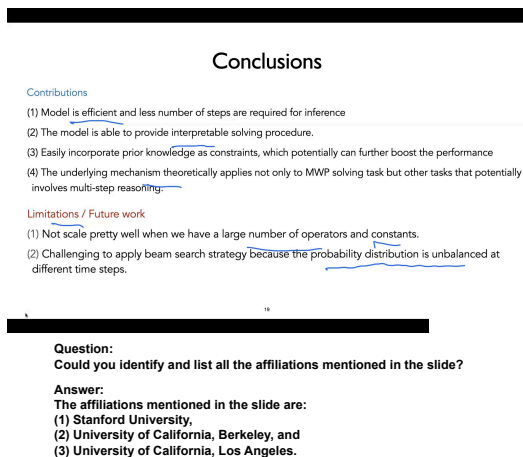 Conclusions
Contributions
(1) Model is efficient and less number of steps are required for inference
(2) The model is able to provide interpretable solving procedure.
(3) Easily incorporate prior knowledge as constraints, which potentially can further boost the performance
(4) The underlying mechanism theoretically applies not only to MWP solving task but other tasks that potentially
involves multi-step reasoning.
Limitations / Future work
(1) Not scale pretty well when we have a large number of operators and constants.
(2) Challenging to apply beam search strategy because the probability distribution is unbalanced at
different time steps.
19
Question:
Could you identify and list all the affiliations mentioned in the slide?
Answer:
The affiliations mentioned in the slide are:
(1) Stanford University,
(2) University of California, Berkeley, and
(3) University of California, Los Angeles.